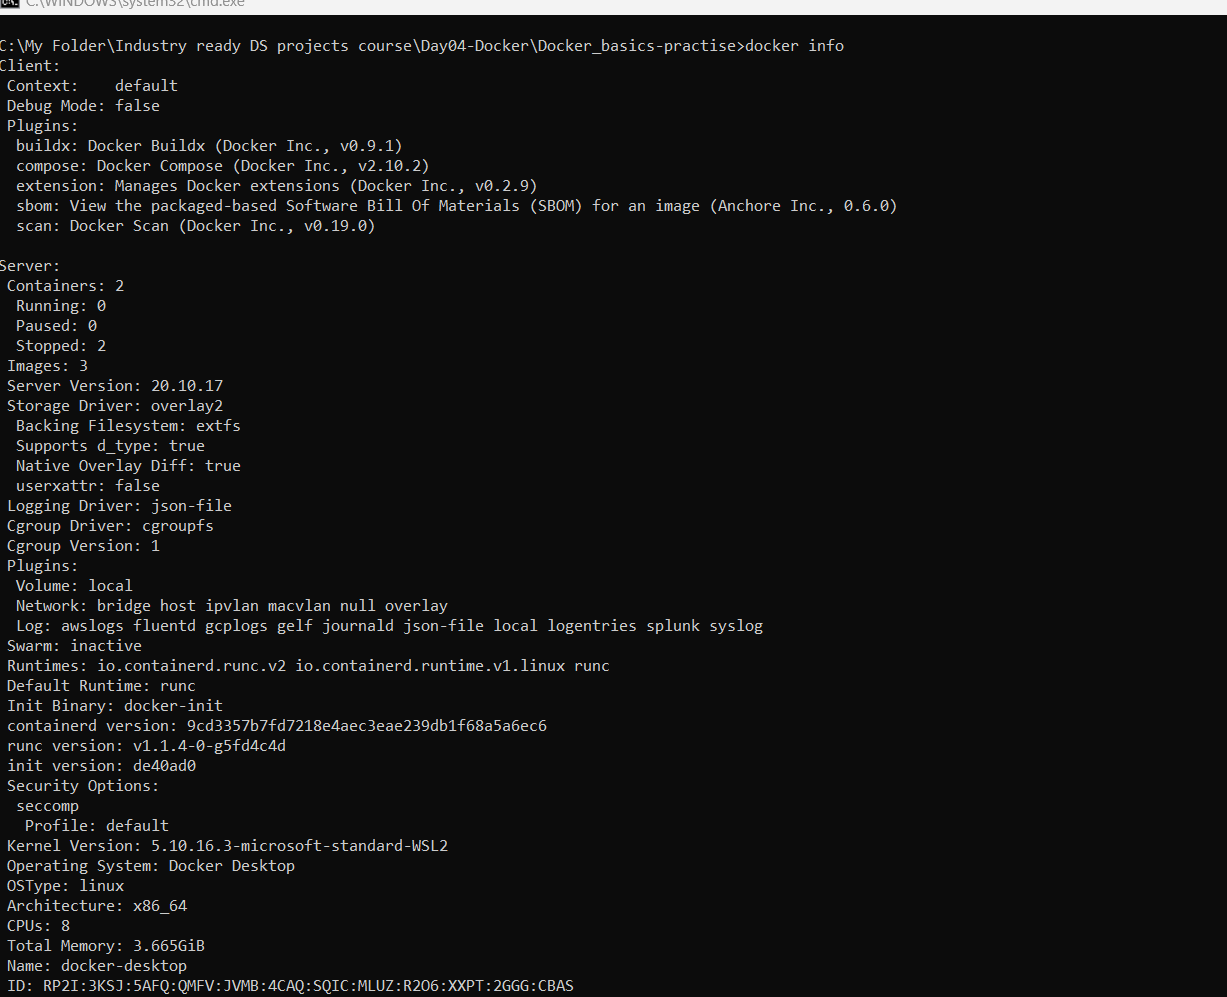 C:\WINDOWS\system32\cmd.exe
C:\My Folder\Industry ready DS projects course\Day04-Docker\Docker_basics-practise>docker info
Client:
 Context:    default
 Debug Mode: false
 Plugins:
  buildx: Docker Buildx (Docker Inc., v0.9.1)
  compose: Docker Compose (Docker Inc., v2.10.2)
  extension: Manages Docker extensions (Docker Inc., v0.2.9)
  sbom: View the packaged-based Software Bill Of Materials (SBOM) for an image (Anchore Inc., 0.6.0)
  scan: Docker Scan (Docker Inc., v0.19.0)

Server:
 Containers: 2
  Running: 0
  Paused: 0
  Stopped: 2
 Images: 3
 Server Version: 20.10.17
 Storage Driver: overlay2
  Backing Filesystem: extfs
  Supports d_type: true
  Native Overlay Diff: true
  userxattr: false
 Logging Driver: json-file
 Cgroup Driver: cgroupfs
 Cgroup Version: 1
 Plugins:
  Volume: local
  Network: bridge host ipvlan macvlan null overlay
  Log: awslogs fluentd gcplogs gelf journald json-file local logentries splunk syslog
 Swarm: inactive
 Runtimes: io.containerd.runc.v2 io.containerd.runtime.v1.linux runc
 Default Runtime: runc
 Init Binary: docker-init
 containerd version: 9cd3357b7fd7218e4aec3eae239db1f68a5a6ec6
 runc version: v1.1.4-0-g5fd4c4d
 init version: de40ad0
 Security Options:
  seccomp
   Profile: default
 Kernel Version: 5.10.16.3-microsoft-standard-WSL2
 Operating System: Docker Desktop
 OSType: linux
 Architecture: x86_64
 CPUs: 8
 Total Memory: 3.665GiB
 Name: docker-desktop
 ID: RP2I:3KSJ:5AFQ:QMFV:JVMB:4CAQ:SQIC:MLUZ:R2O6:XXPT:2GGG:CBAS